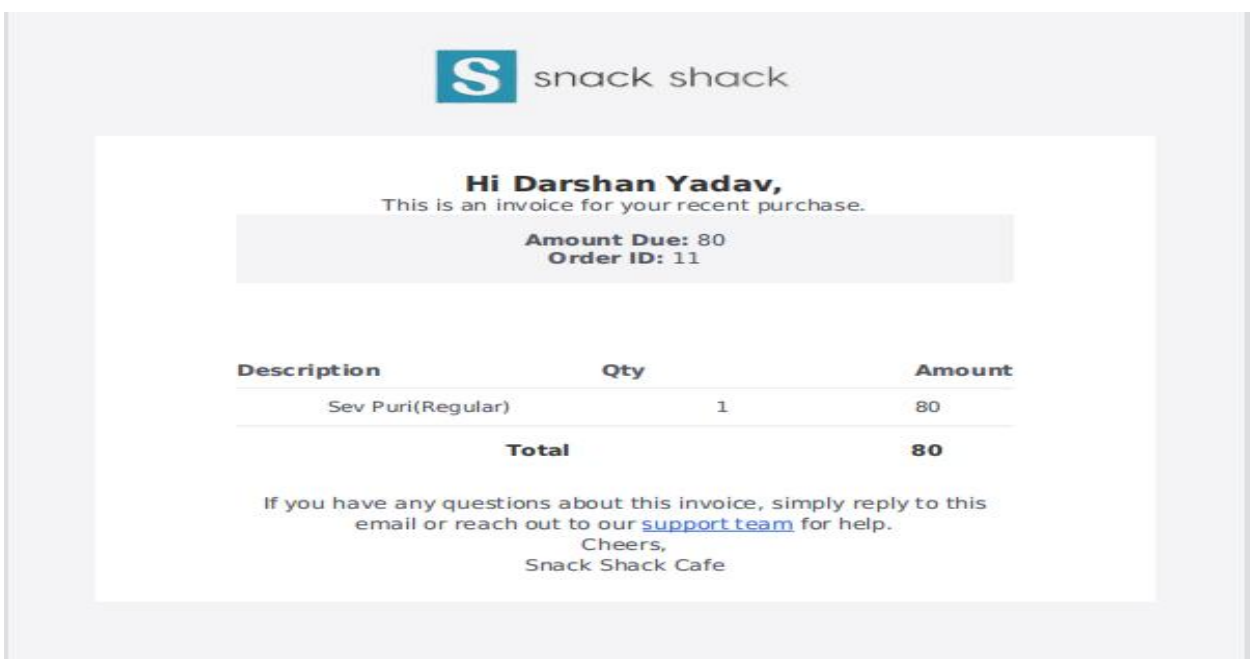 S snack shack
Hi Darshan Yadav,
This is an invoice for your recent purchase.
Amount Due: 80
Order ID: 11
Description Qty Amount
Sev Puri(Regular) 1 80
Total 80
If you have any questions about this invoice, simply reply to this
email or reach out to our support team for help.
Cheers,
Snack Shack Cafe